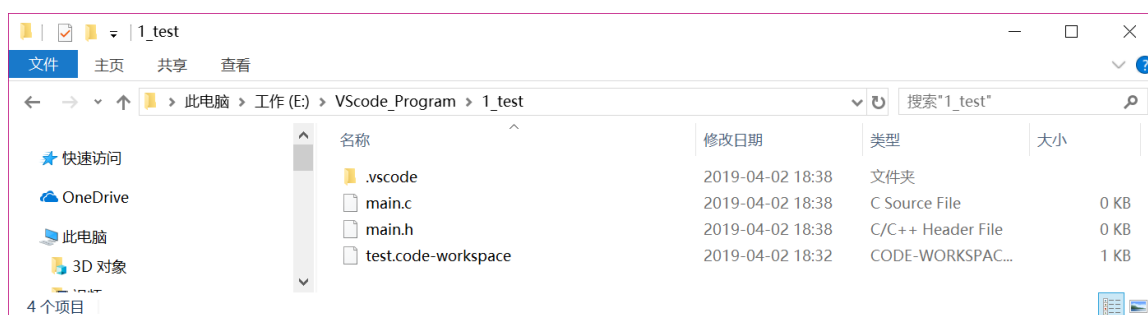 1_test
文件 主页 共享 查看
此电脑 工作 (E:) VScode_Program 1_test 搜索"1_test"
名称 修改日期 类型 大小
快速访问
.vscode 2019-04-02 18:38 文件夹
OneDrive
main.c 2019-04-02 18:38 C Source File 0 KB
main.h 2019-04-02 18:38 C/C++ Header File 0 KB
此电脑
test.code-workspace 2019-04-02 18:32 CODE-WORKSPAC... 1 KB
3D 对象
4 个项目